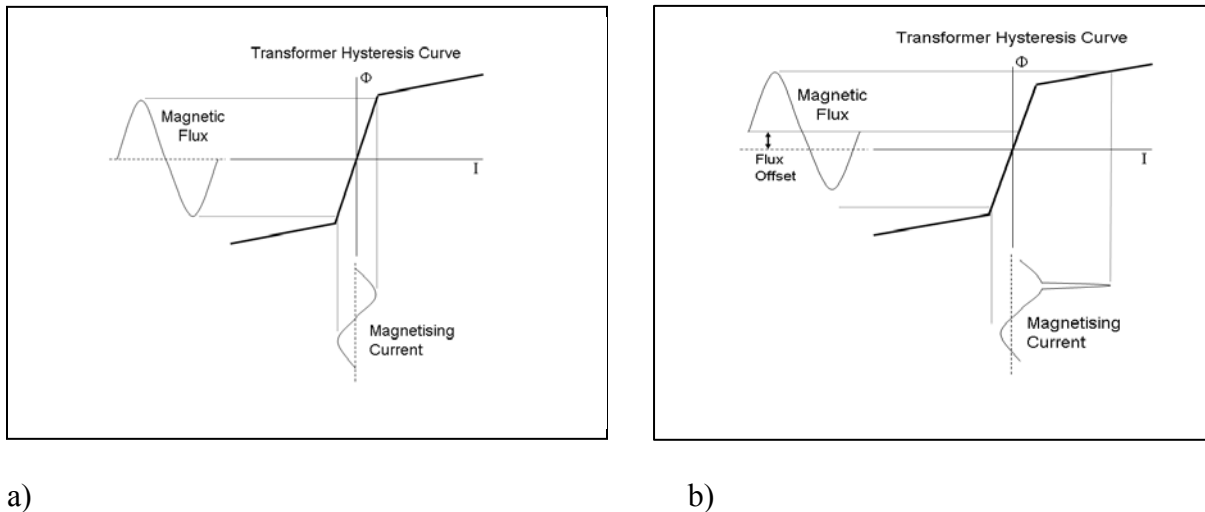 Transformer Hysteresis Curve
Φ
Magnetic
Flux
I
Magnetising
Current
a)
Transformer Hysteresis Curve
Φ
Magnetic
Flux
Flux
Offset
I
Magnetising
Current
b)